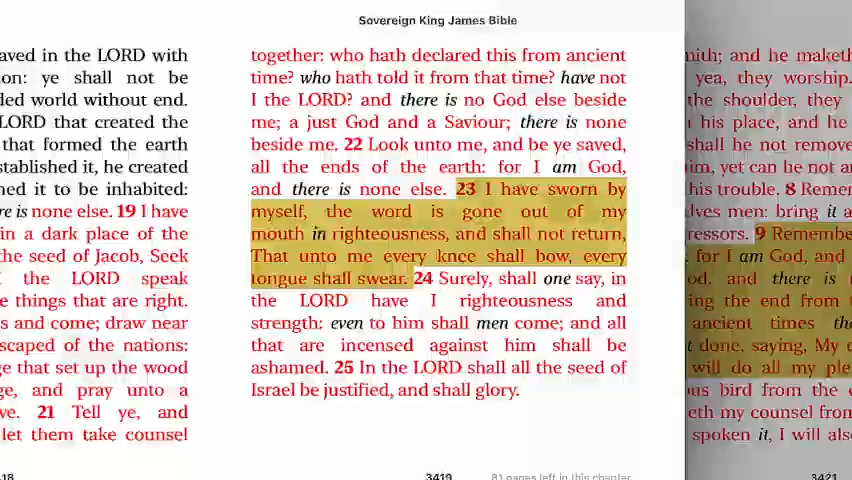 Sovereign King James Bible
aved in the LORD with
on: ye shall not be
ded world without end.
LORD that created the
that formed the earth
stablished it, he created
ned it to be inhabited:
re is none else. 19 I have
in a dark place of the
the seed of Jacob, Seek
I the LORD speak
e things that are right.
s and come; draw near
scaped of the nations:
ge that set up the wood
ge, and pray unto a
ve. 21 Tell ye, and
let them take counsel
418
together: who hath declared this from ancient
time? who hath told it from that time? have not
I the LORD? and there is no God else beside
me; a just God and a Saviour; there is none
beside me. 22 Look unto me, and be ye saved,
all the ends of the earth: for I am God,
and there is none else. 23 I have sworn by
myself, the word is gone out of my
mouth in righteousness, and shall not return,
That unto me every knee shall bow, every
tongue shall swear. 24 Surely, shall one say, in
the LORD have I righteousness and
strength: even to him shall men come; and all
that are incensed against him shall be
ashamed. 25 In the LORD shall all the seed of
Israel be justified, and shall glory.
3419 81 pages left in this chapter
mith; and he maketh
yea, they worship.
the shoulder, they
his place, and he
shall he not remove
him, yet can he not an
his trouble. 8 Remem
lves men: bring it a
ressors. 9 Remembe
for I am God, and
od, and there is
ing the end from t
ancient times the
t done, saying, My c
will do all my ple
ous bird from the e
eth my counsel from
spoken it, I will also
3421